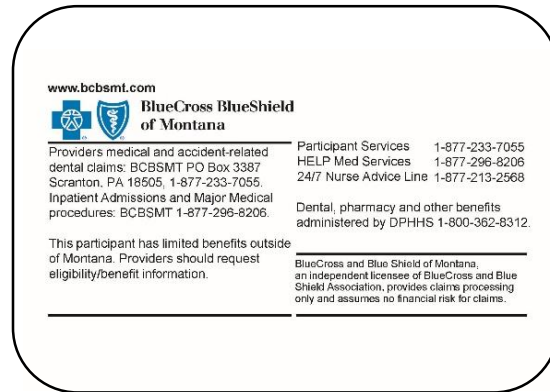 www.bcbsmt.com
BlueCross BlueShield
of Montana
Providers medical and accident-related
dental claims: BCBSMT PO Box 3387
Scranton, PA 18505, 1-877-233-7055.
Inpatient Admissions and Major Medical
procedures: BCBSMT 1-877-296-8206.
This participant has limited benefits outside
of Montana. Providers should request
eligibility/benefit information.
Participant Services 1-877-233-7055
HELP Med Services 1-877-296-8206
24/7 Nurse Advice Line 1-877-213-2568
Dental, pharmacy and other benefits
administered by DPHHS 1-800-362-8312.
BlueCross and Blue Shield of Montana,
an independent licensee of BlueCross and Blue
Shield Association, provides claims processing
only and assumes no financial risk for claims.